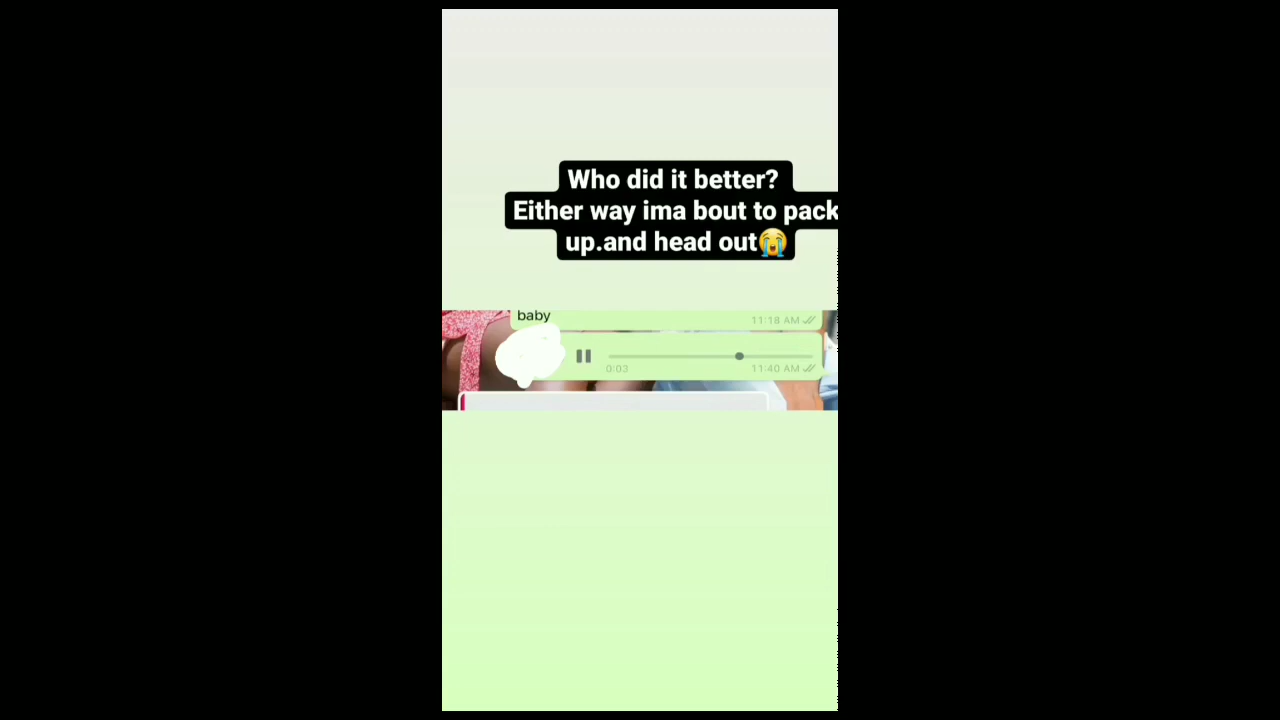 Who did it better?
Either way ima bout to pack
up.and head out😭
baby
11:18 AM
0:03
11:40 AM